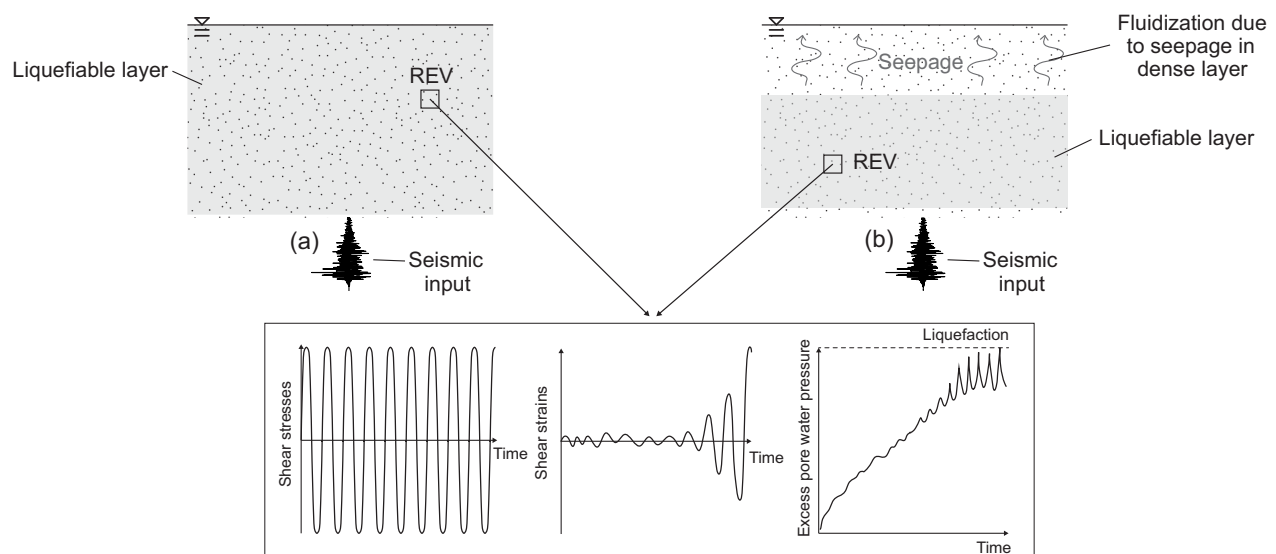 Liquefiable layer
REV
(a)
Seismic
input
Seepage
Fluidization due
to seepage in
dense layer
Liquefiable layer
REV
(b)
Seismic
input
Shear stresses
Time
Shear strains
Time
Excess pore water pressure
Liquefaction
Time